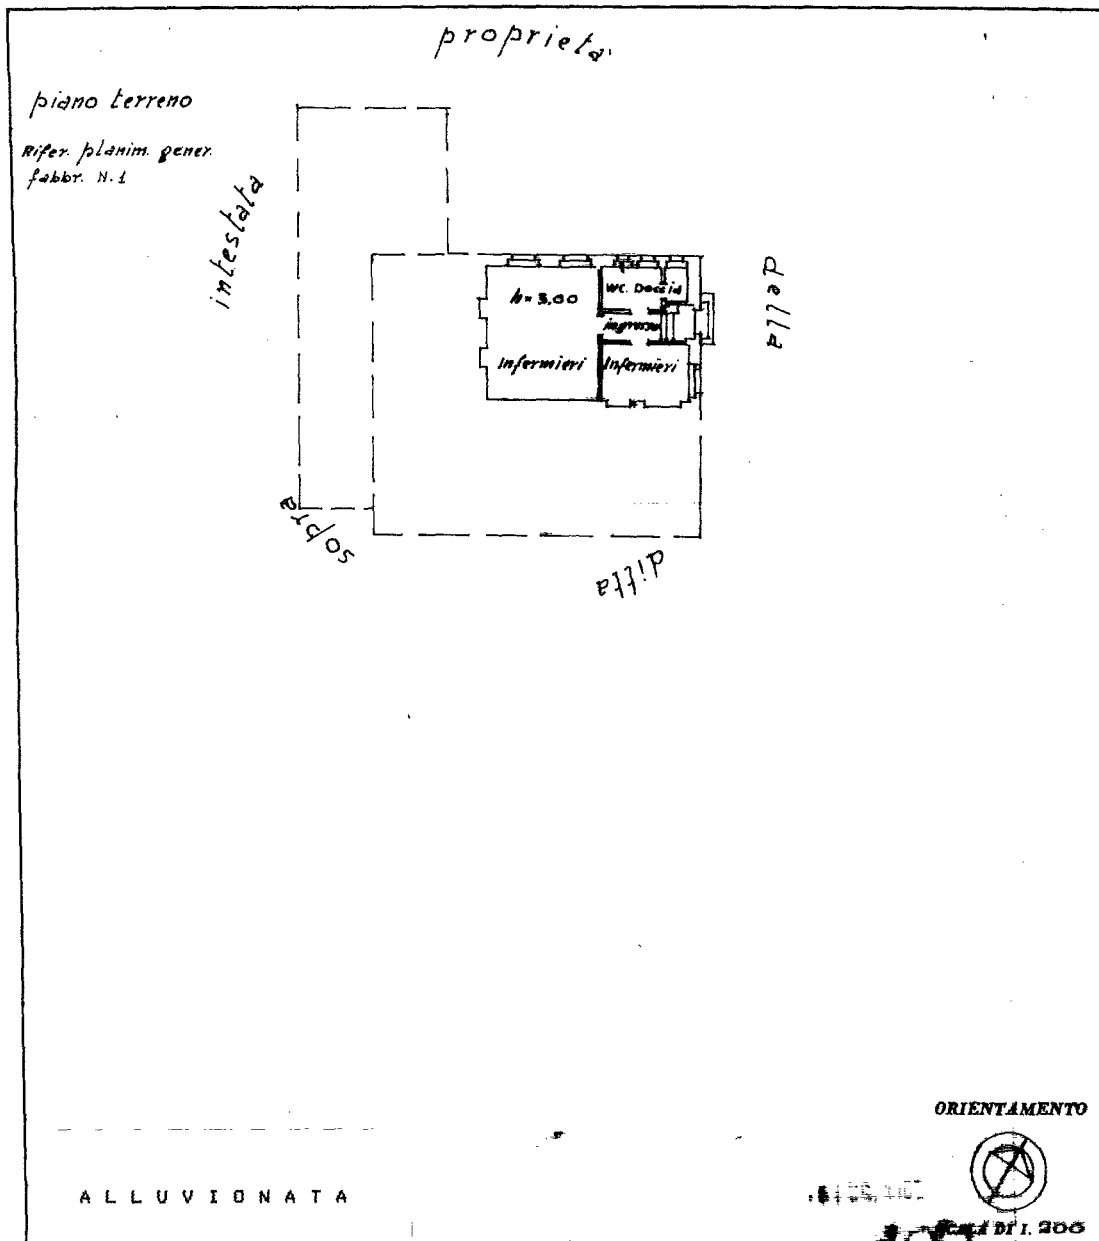 proprietà
piano terreno
Rifer. planim. gener.
fabbr. N. 1
intestata
della
h= 3,00
WC. Doccia
ingresso
Infermieri
Infermieri
sopra
ditta
ORIENTAMENTO
ALLUVIONATA
SCALA DI 1. 200